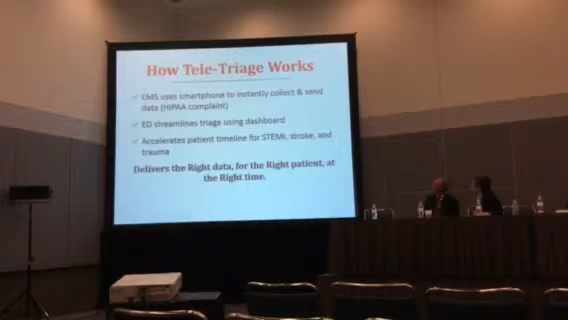 How Tele-Triage Works
EMS uses smartphone to instantly collect & send
data (HIPAA complaint)
ED streamlines triage using dashboard
Accelerates patient timeline for STEMI, stroke, and
trauma
Delivers the Right data, for the Right patient, at
the Right time.